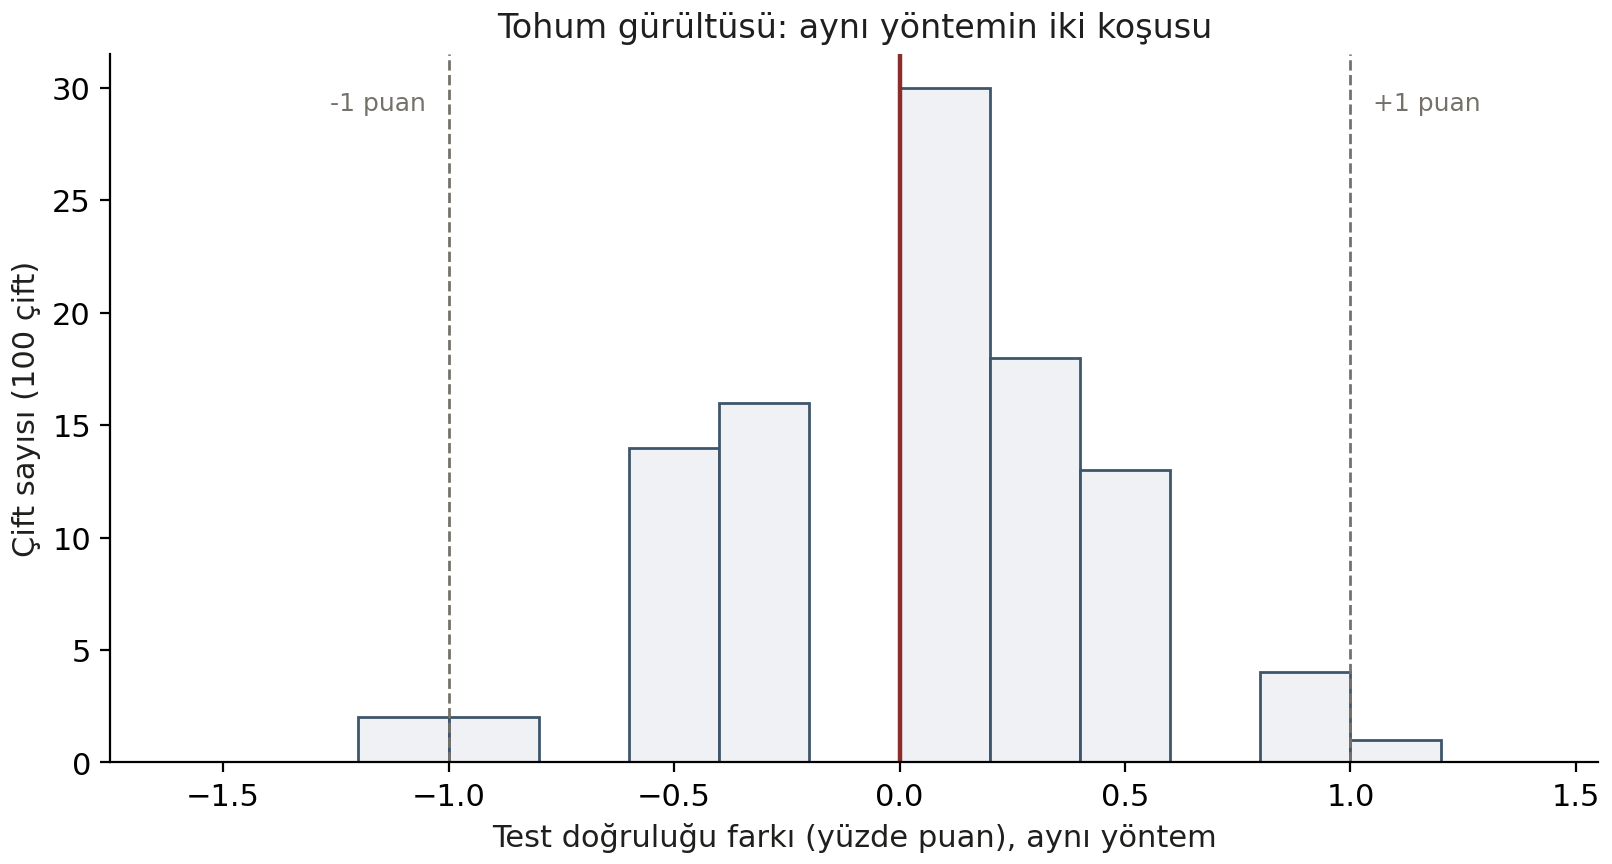 Tohum gürültüsü: aynı yöntemin iki koşusu
-1 puan
+1 puan
Çift sayısı (100 çift)
30
25
20
15
10
5
0
−1.5
−1.0
−0.5
0.0
0.5
1.0
1.5
Test doğruluğu farkı (yüzde puan), aynı yöntem